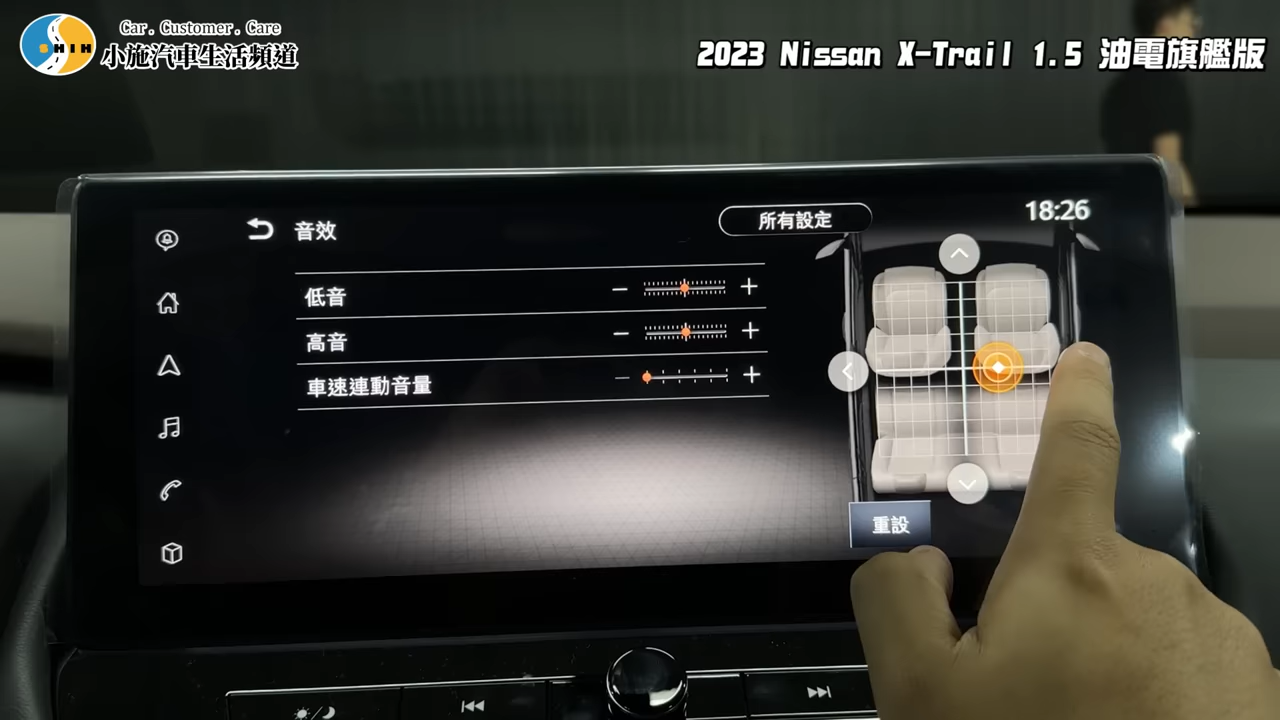 Car. Customer. Care
SHIH
小施汽車生活頻道
2023 Nissan X-Trail 1.5 油電旗艦版
音效
所有設定
18:26
低音
高音
車速連動音量
重設